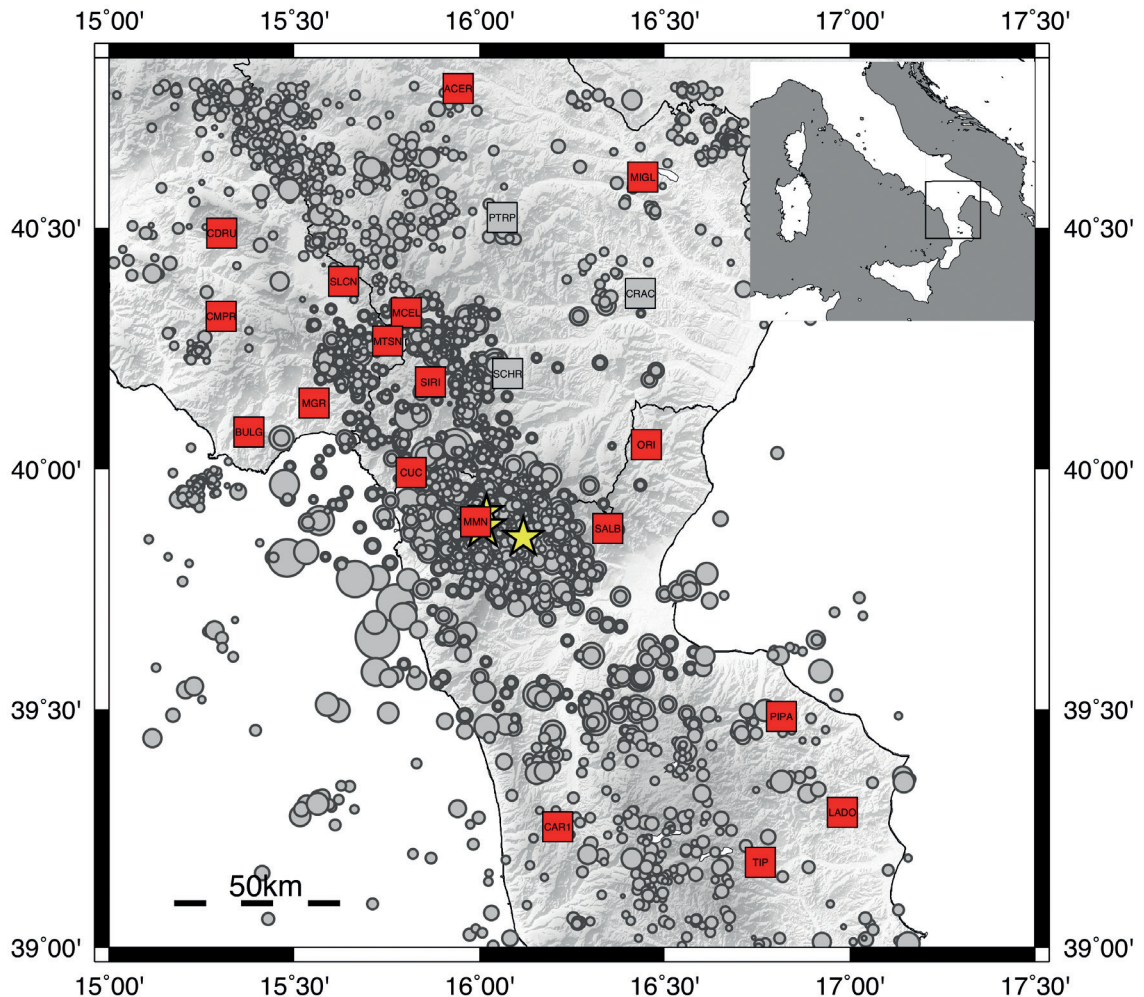 15˚00' 15˚30' 16˚00' 16˚30' 17˚00' 17˚30'
ACER
MIGL
PTRP
40˚30' CDRU 40˚30'
SLCN
CRAC
MCEL
CMPR
MTSN
SCHR
SIRI
MGR
BULG
ORI
40˚00' CUC 40˚00'
MMN
SALB
39˚30' PIPA 39˚30'
LADO
CAR1
TIP
50km
39˚00' 39˚00'
15˚00' 15˚30' 16˚00' 16˚30' 17˚00' 17˚30'